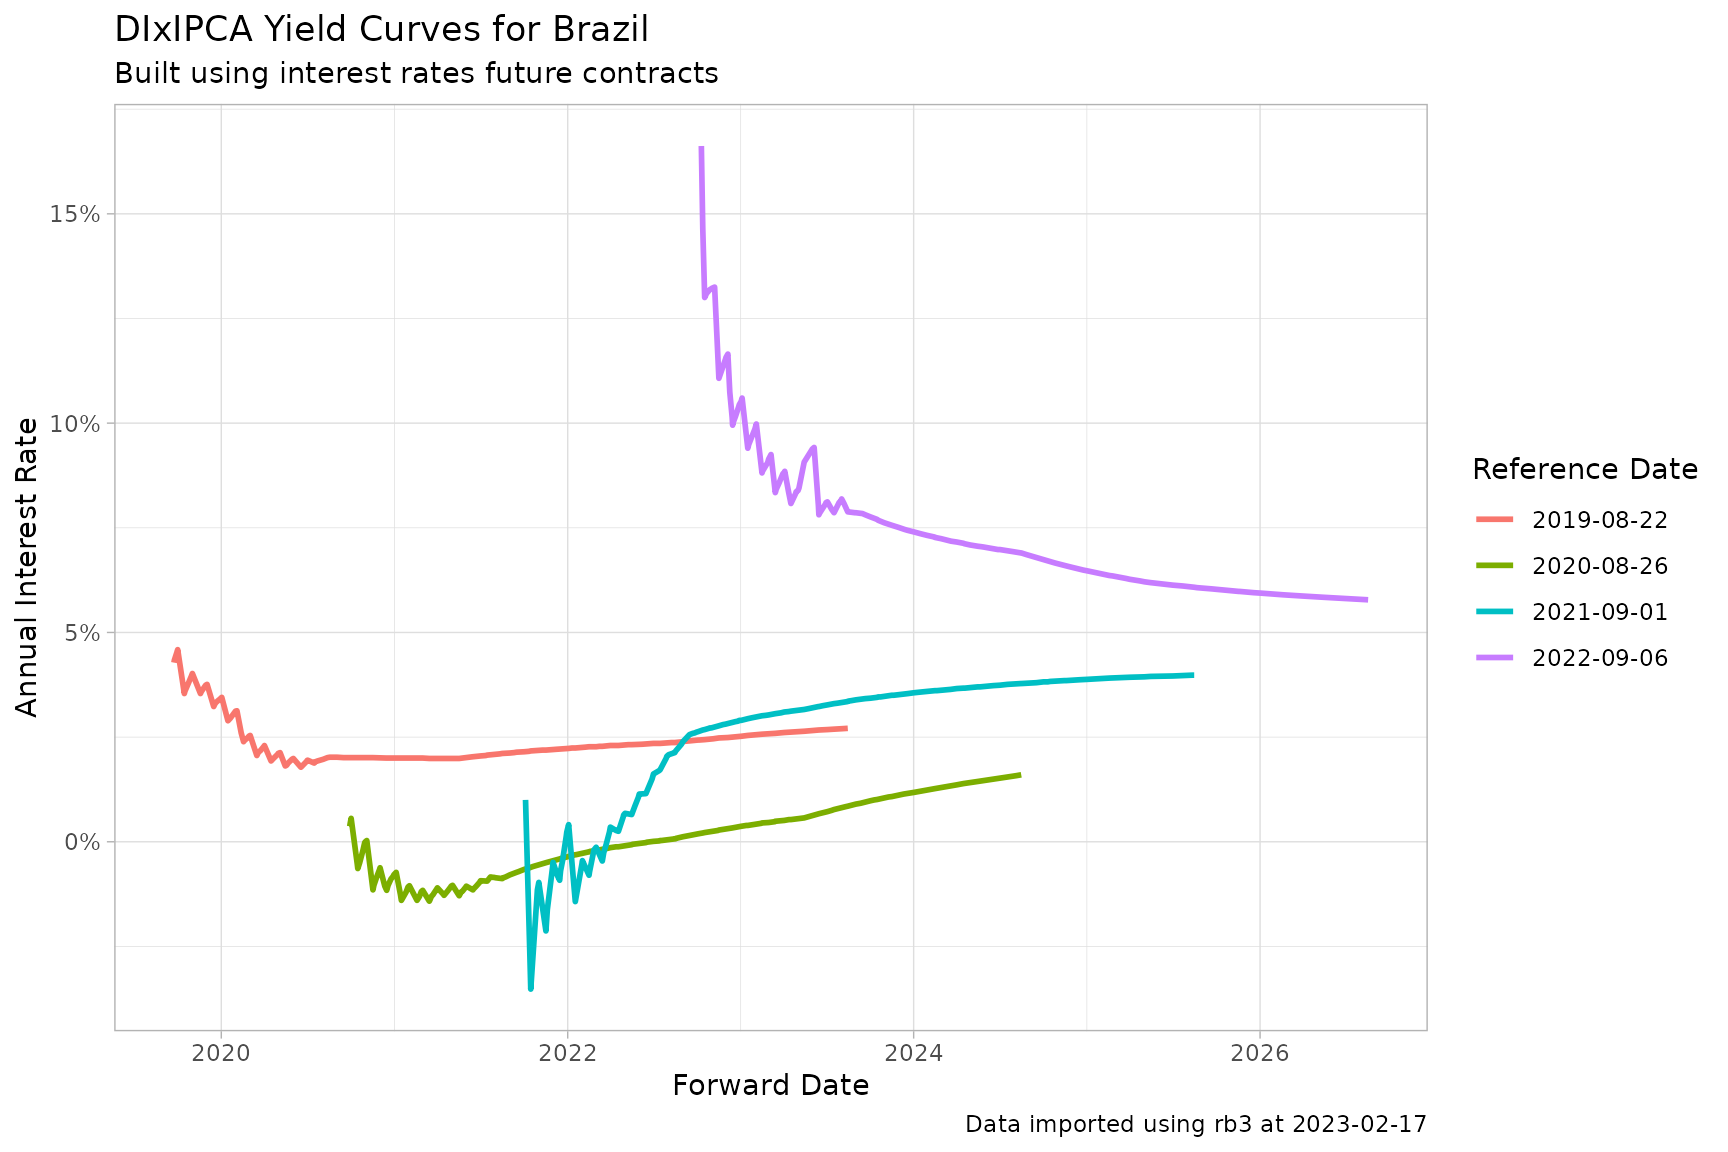 DIxIPCA Yield Curves for Brazil
Built using interest rates future contracts
Annual Interest Rate
15%
10%
5%
0%
2020
2022
2024
2026
Forward Date
Reference Date
2019-08-22
2020-08-26
2021-09-01
2022-09-06
Data imported using rb3 at 2023-02-17